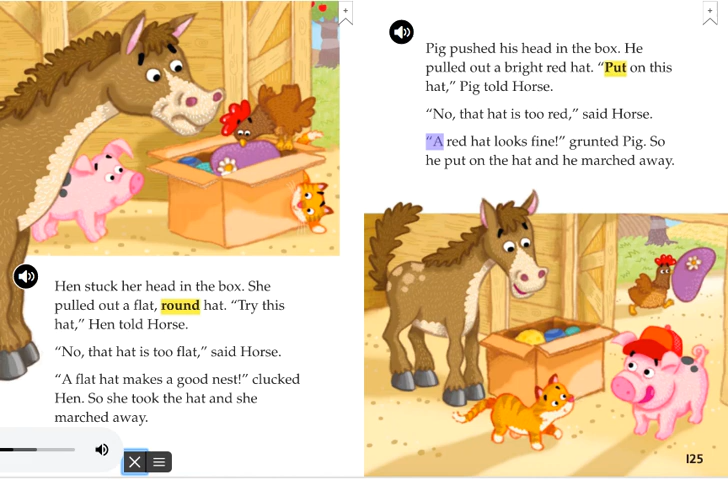 Hen stuck her head in the box. She
pulled out a flat, round hat. “Try this
hat,” Hen told Horse.
“No, that hat is too flat,” said Horse.
“A flat hat makes a good nest!” clucked
Hen. So she took the hat and she
marched away.
Pig pushed his head in the box. He
pulled out a bright red hat. “Put on this
hat,” Pig told Horse.
“No, that hat is too red,” said Horse.
“A red hat looks fine!” grunted Pig. So
he put on the hat and he marched away.
125